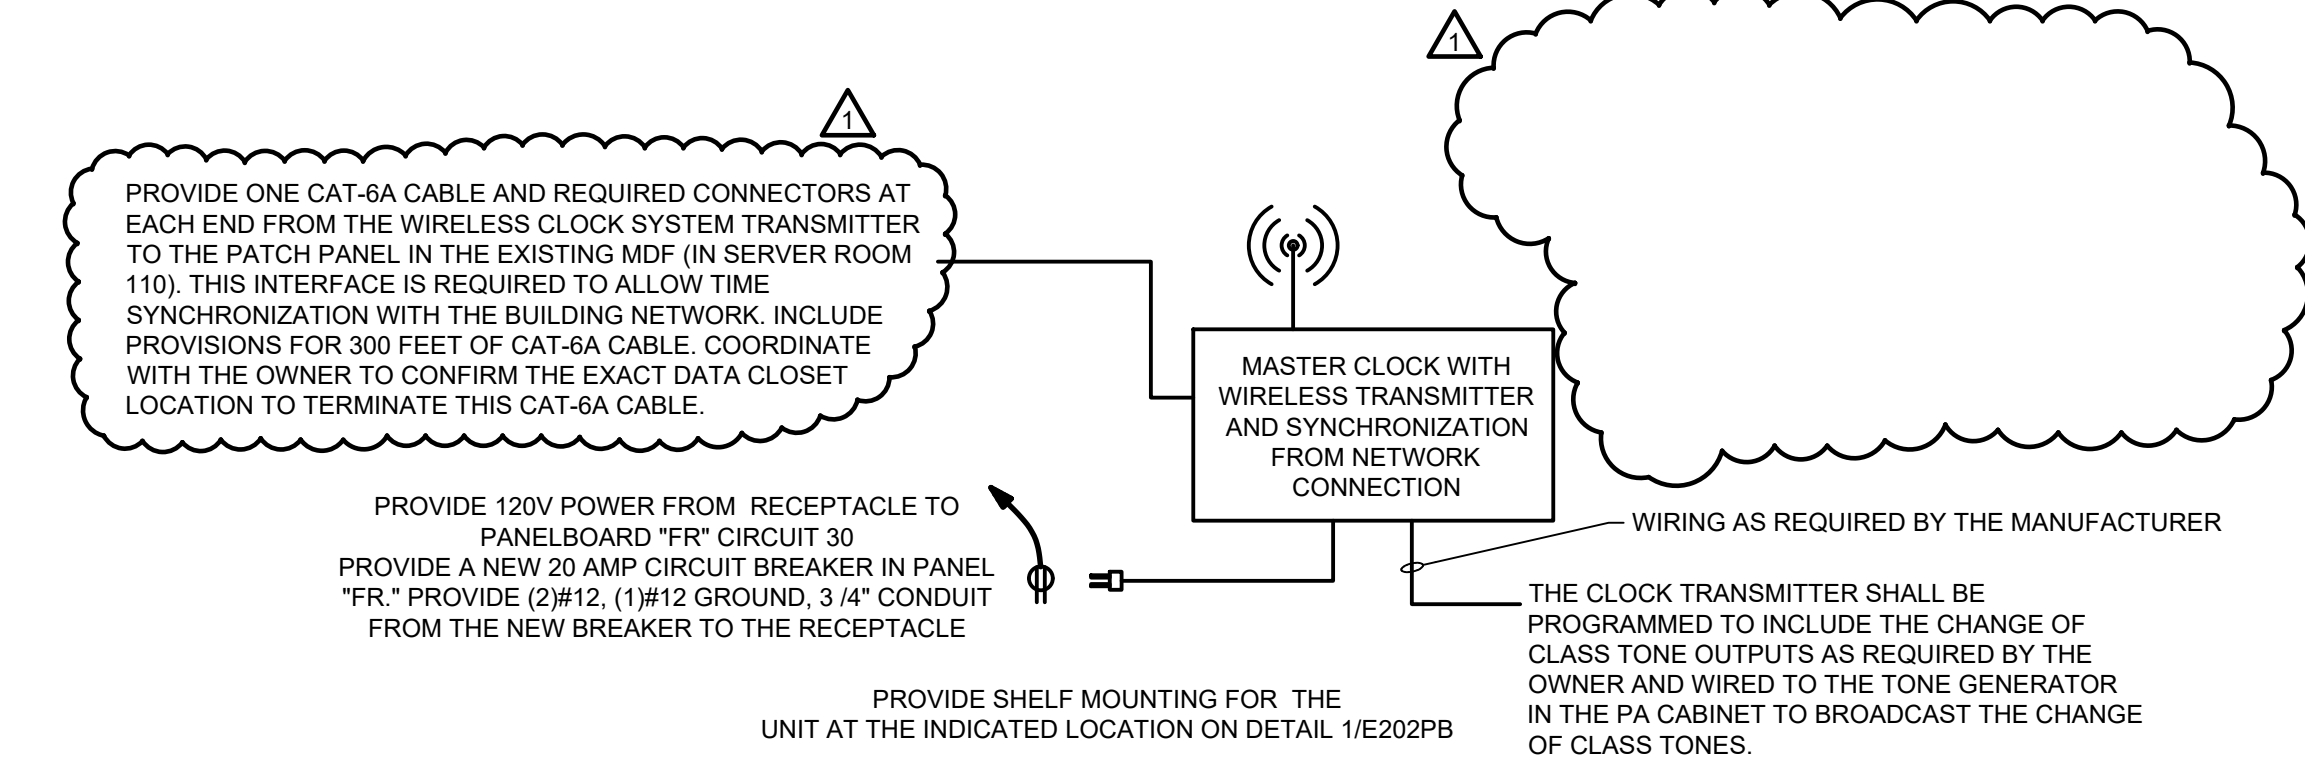 1
1
PROVIDE ONE CAT-6A CABLE AND REQUIRED CONNECTORS AT
EACH END FROM THE WIRELESS CLOCK SYSTEM TRANSMITTER
TO THE PATCH PANEL IN THE EXISTING MDF (IN SERVER ROOM
110). THIS INTERFACE IS REQUIRED TO ALLOW TIME
SYNCHRONIZATION WITH THE BUILDING NETWORK. INCLUDE
PROVISIONS FOR 300 FEET OF CAT-6A CABLE. COORDINATE
WITH THE OWNER TO CONFIRM THE EXACT DATA CLOSET
LOCATION TO TERMINATE THIS CAT-6A CABLE.
MASTER CLOCK WITH
WIRELESS TRANSMITTER
AND SYNCHRONIZATION
FROM NETWORK
CONNECTION
PROVIDE 120V POWER FROM RECEPTACLE TO
PANELBOARD "FR" CIRCUIT 30
PROVIDE A NEW 20 AMP CIRCUIT BREAKER IN PANEL
"FR." PROVIDE (2)#12, (1)#12 GROUND, 3 /4" CONDUIT
FROM THE NEW BREAKER TO THE RECEPTACLE
WIRING AS REQUIRED BY THE MANUFACTURER
THE CLOCK TRANSMITTER SHALL BE
PROGRAMMED TO INCLUDE THE CHANGE OF
CLASS TONE OUTPUTS AS REQUIRED BY THE
OWNER AND WIRED TO THE TONE GENERATOR
IN THE PA CABINET TO BROADCAST THE CHANGE
OF CLASS TONES.
PROVIDE SHELF MOUNTING FOR THE
UNIT AT THE INDICATED LOCATION ON DETAIL 1/E202PB